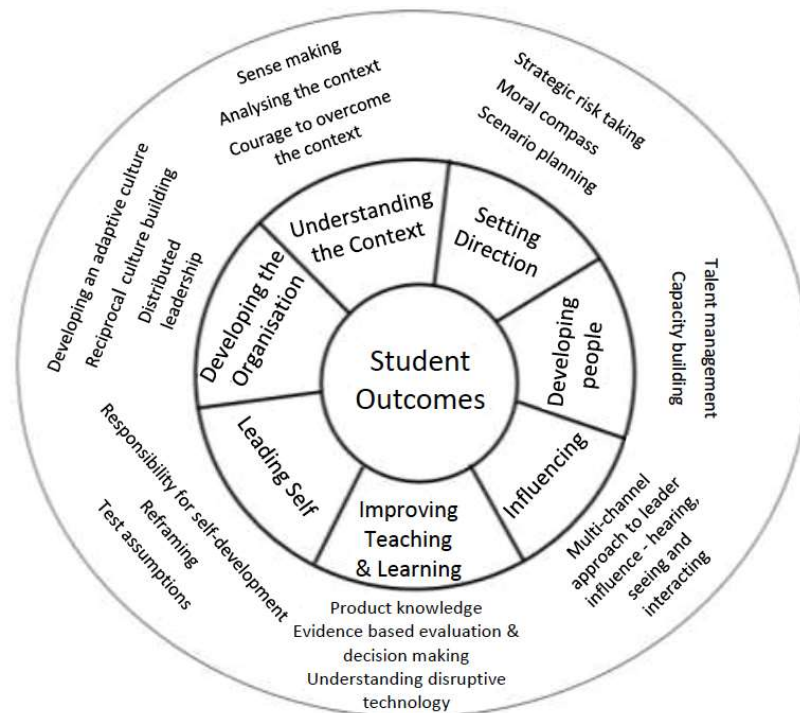 Sense making
Analysing the context
Courage to overcome
the context
Strategic risk taking
Moral compass
Scenario planning
Talent management
Capacity building
Multi-channel
approach to leader
influence - hearing,
seeing and
interacting
Product knowledge
Evidence based evaluation &
decision making
Understanding disruptive
technology
Responsibility for self-development
Reframing
Test assumptions
Developing an adaptive culture
Reciprocal culture building
Distributed
leadership
Understanding
the Context
Setting
Direction
Developing
people
Influencing
Improving
Teaching
& Learning
Leading Self
Developing the
Organisation
Student
Outcomes